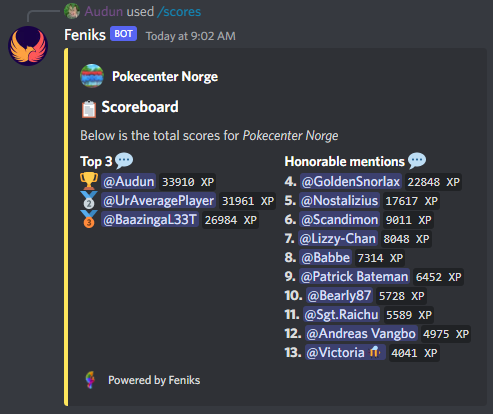 Audun used /scores
Feniks BOT Today at 9:02 AM
Pokecenter Norge
Scoreboard
Below is the total scores for Pokecenter Norge
Top 3
@Audun 33910 XP
@UrAveragePlayer 31961 XP
@BaazingaL33T 26984 XP
Honorable mentions
4. @GoldenSnorlax 22848 XP
5. @Nostalizius 17617 XP
6. @Scandimon 9011 XP
7. @Lizzy-Chan 8048 XP
8. @Babbe 7314 XP
9. @Patrick Bateman 6452 XP
10. @Bearly87 5728 XP
11. @Sgt.Raichu 5589 XP
12. @Andreas Vangbo 4975 XP
13. @Victoria 4041 XP
Powered by Feniks